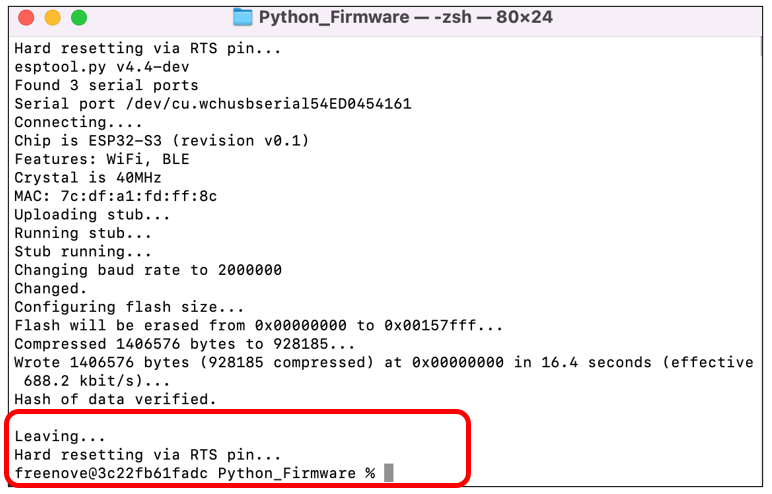 Python_Firmware — -zsh — 80×24
Hard resetting via RTS pin...
esptool.py v4.4-dev
Found 3 serial ports
Serial port /dev/cu.wchusbserial54ED0454161
Connecting....
Chip is ESP32-S3 (revision v0.1)
Features: WiFi, BLE
Crystal is 40MHz
MAC: 7c:df:a1:fd:ff:8c
Uploading stub...
Running stub...
Stub running...
Changing baud rate to 2000000
Changed.
Configuring flash size...
Flash will be erased from 0x00000000 to 0x00157fff...
Compressed 1406576 bytes to 928185...
Wrote 1406576 bytes (928185 compressed) at 0x00000000 in 16.4 seconds (effective
 688.2 kbit/s)...
Hash of data verified.
Leaving...
Hard resetting via RTS pin...
freenove@3c22fb61fadc Python_Firmware %